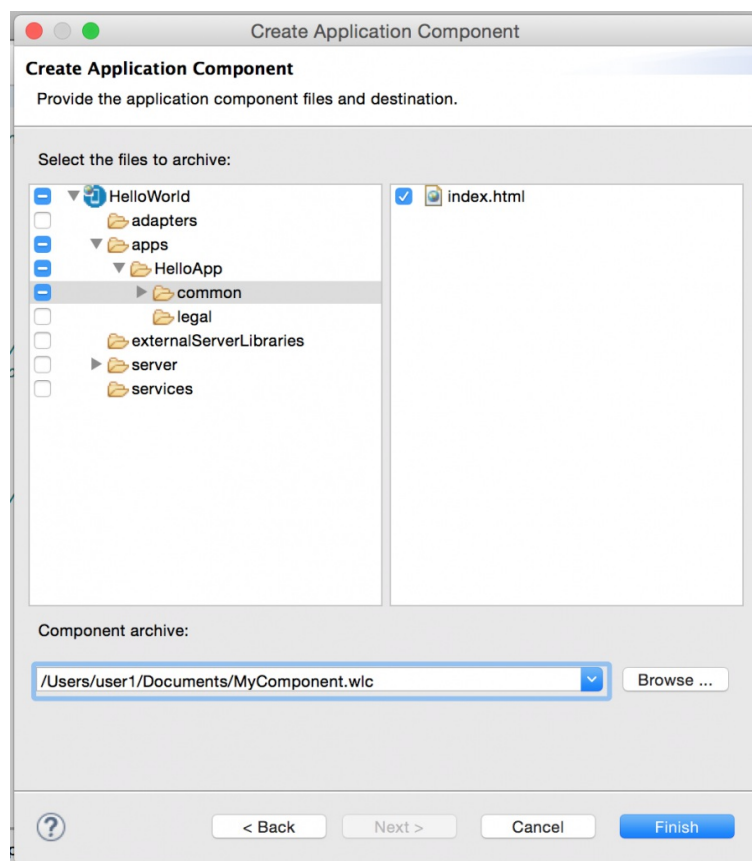 Create Application Component
Create Application Component
Provide the application component files and destination.
Select the files to archive:
HelloWorld
adapters
apps
HelloApp
common
legal
externalServerLibraries
server
services
index.html
Component archive:
/Users/user1/Documents/MyComponent.wlc
Browse ...
?
< Back
Next >
Cancel
Finish